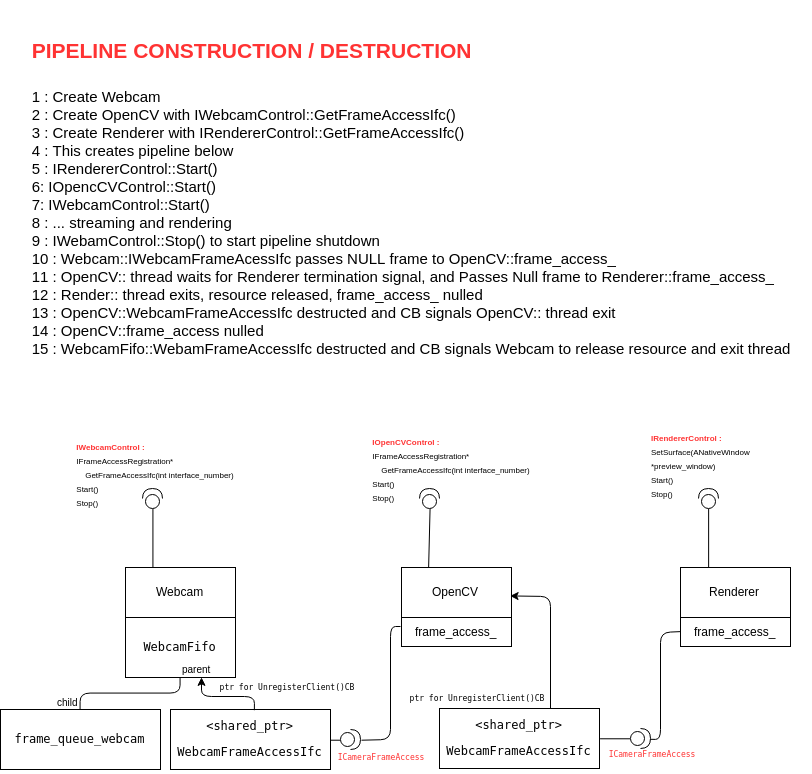 PIPELINE CONSTRUCTION / DESTRUCTION
1 : Create Webcam
2 : Create OpenCV with IWebcamControl::GetFrameAccessIfc()
3 : Create Renderer with IRendererControl::GetFrameAccessIfc()
4 : This creates pipeline below
5 : IRendererControl::Start()
6: IOpencCVControl::Start()
7: IWebcamControl::Start()
8 : ... streaming and rendering
9 : IWebamControl::Stop() to start pipeline shutdown
10 : Webcam::IWebcamFrameAcessIfc passes NULL frame to OpenCV::frame_access_
11 : OpenCV:: thread waits for Renderer termination signal, and Passes Null frame to Renderer::frame_access_
12 : Render:: thread exits, resource released, frame_access_ nulled
13 : OpenCV::WebcamFrameAccessIfc destructed and CB signals OpenCV:: thread exit
14 : OpenCV::frame_access nulled
15 : WebcamFifo::WebamFrameAccessIfc destructed and CB signals Webcam to release resource and exit thread
IWebcamControl :
IFrameAccessRegistration*
GetFrameAccessIfc(int interface_number)
Start()
Stop()
IOpenCVControl :
IFrameAccessRegistration*
GetFrameAccessIfc(int interface_number)
Start()
Stop()
IRendererControl :
SetSurface(ANativeWindow
*preview_window)
Start()
Stop()
Webcam
WebcamFifo
parent
OpenCV
frame_access_
Renderer
frame_access_
child
ptr for UnregisterClient()CB
ptr for UnregisterClient()CB
frame_queue_webcam
<shared_ptr>
WebcamFrameAccessIfc
ICameraFrameAccess
<shared_ptr>
WebcamFrameAccessIfc
ICameraFrameAccess